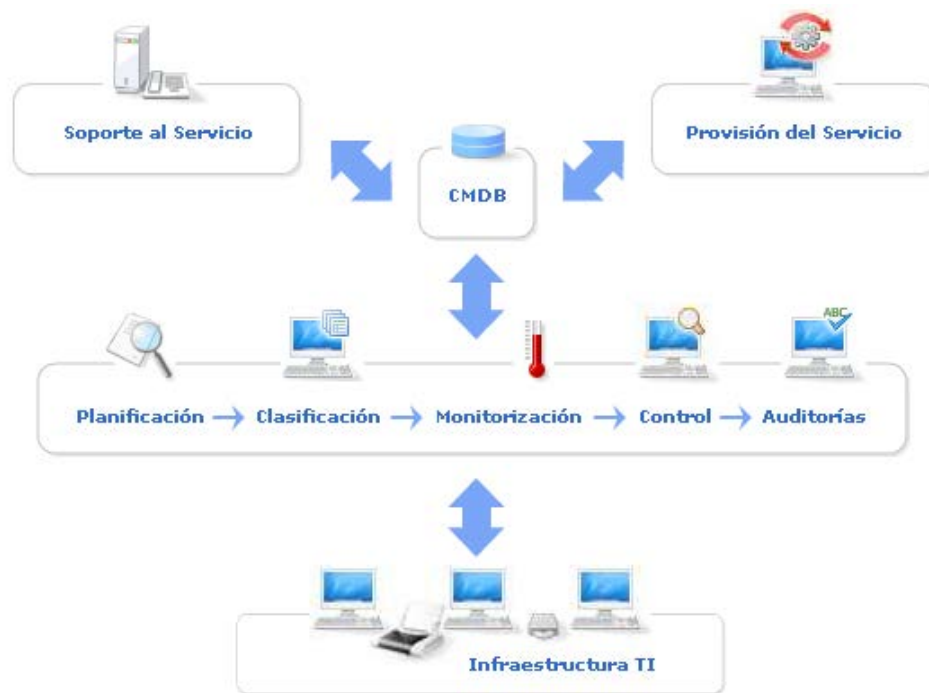 Soporte al Servicio
Provisión del Servicio
CMDB
ABC
Planificación → Clasificación → Monitorización → Control → Auditorías
Infraestructura TI